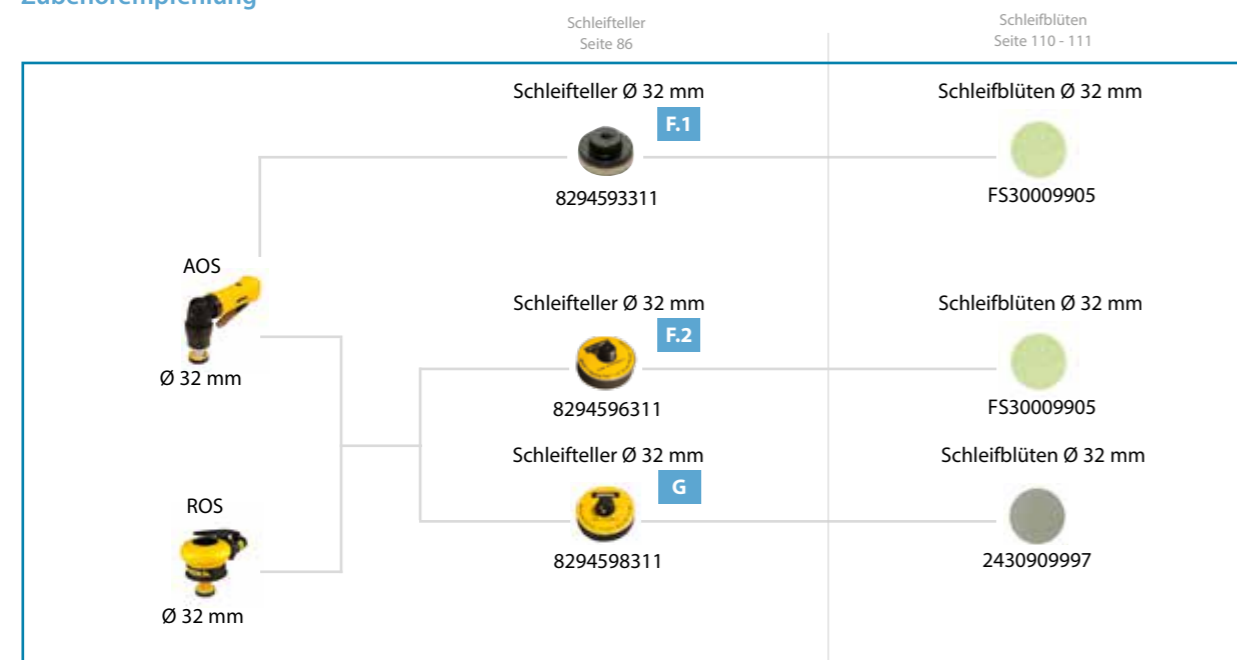 Zubehörempfehlung
Schleifteller
Seite 86
Schleifblüten
Seite 110 - 111
Schleifteller Ø 32 mm
F.1
8294593311
Schleifblüten Ø 32 mm
FS30009905
AOS
Ø 32 mm
Schleifteller Ø 32 mm
F.2
8294596311
Schleifblüten Ø 32 mm
FS30009905
Schleifteller Ø 32 mm
G
8294598311
Schleifblüten Ø 32 mm
2430909997
ROS
Ø 32 mm